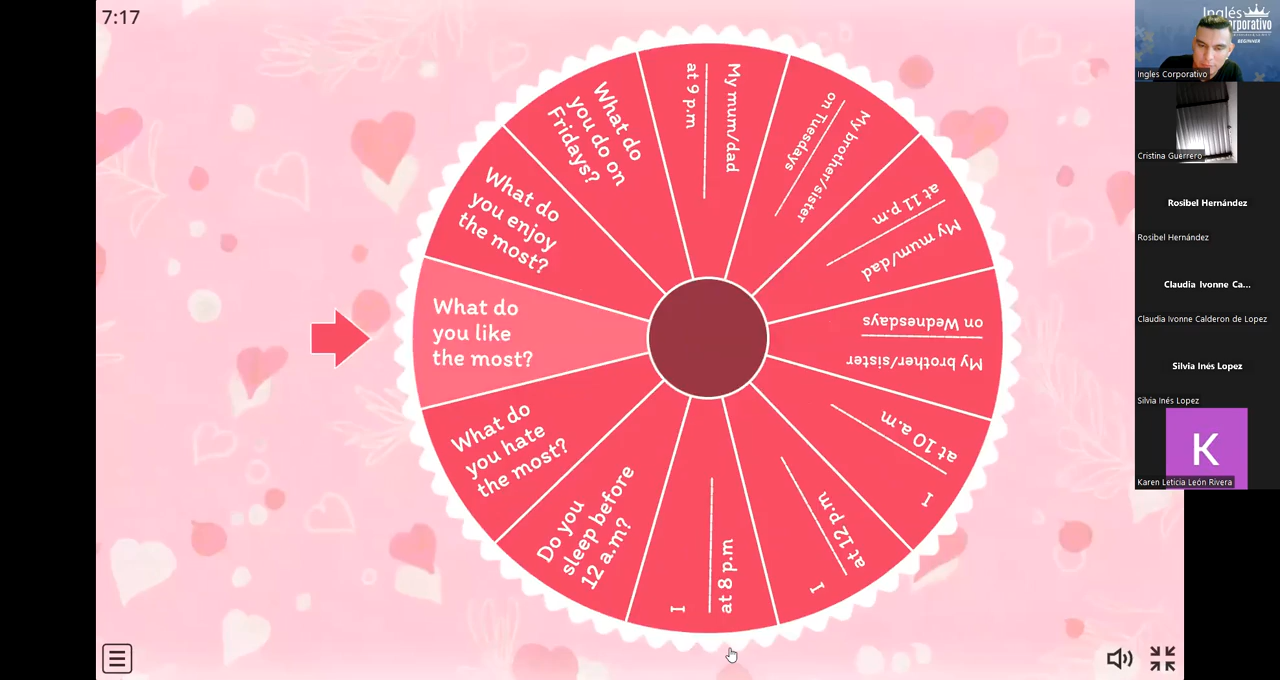 7:17
What do
you do on
Fridays?
My mum/dad
at 9 p.m
My brother/sister
on Tuesdays
My mum/dad
at 11 p.m
My brother/sister
on Wednesdays
I
at 10 a.m
I
at 12 p.m
I
at 8 p.m
Do you
sleep before
12 a.m?
What do
you hate
the most?
What do
you like
the most?
What do
you enjoy
the most?
Inglés
BEGINNER
Ingles Corporativo
Cristina Guerrero
Rosibel Hernández
Rosibel Hernández
Claudia Ivonne Ca...
Claudia Ivonne Calderon de Lopez
Silvia Inés Lopez
Silvia Inés Lopez
K
Karen Leticia León Rivera